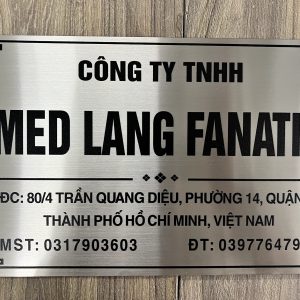 CÔNG TY TNHH
MED LANG FANATI
ĐC: 80/4 TRẦN QUANG DIỆU, PHƯỜNG 14, QUẬN
THÀNH PHỐ HỒ CHÍ MINH, VIỆT NAM
MST: 0317903603 ĐT: 039776479